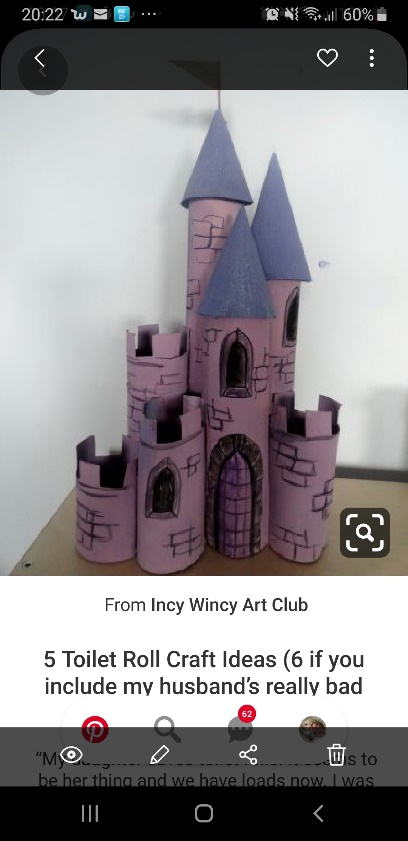 20:22
60%
From Incy Wincy Art Club
5 Toilet Roll Craft Ideas (6 if you
include my husband's really bad
62
be her thing and we have loads now. I was